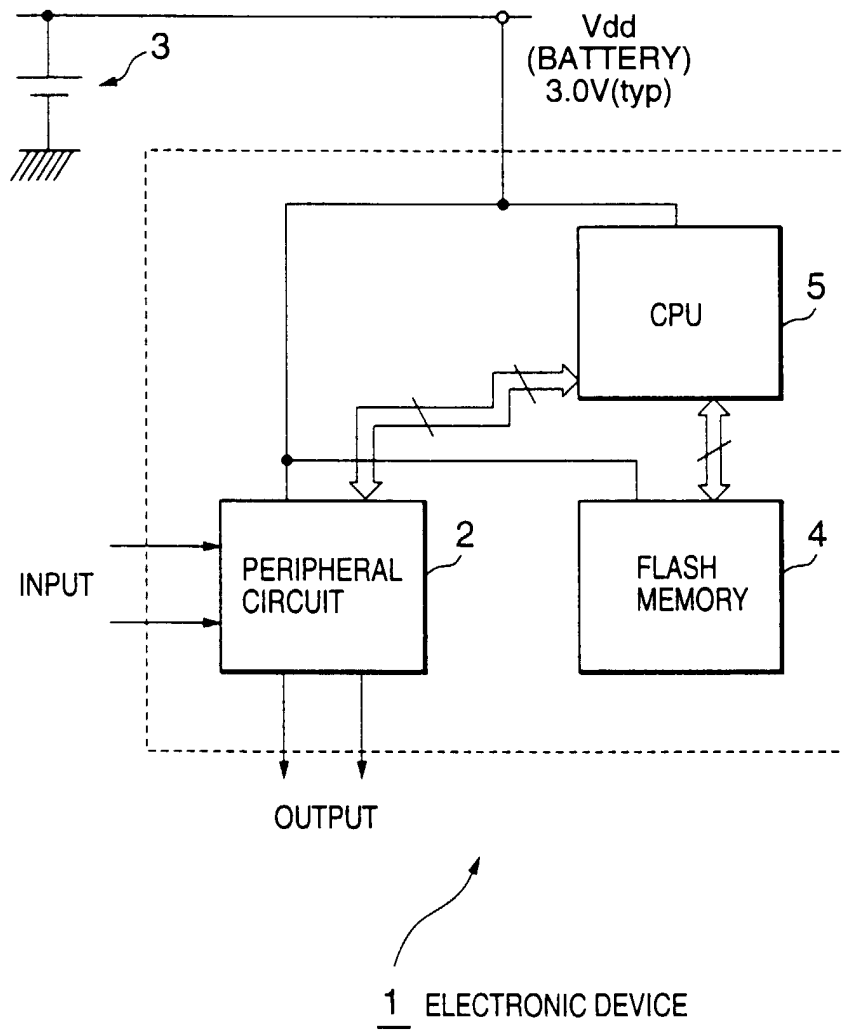 3
Vdd
(BATTERY)
3.0V(typ)
CPU
5
INPUT
PERIPHERAL
CIRCUIT
2
FLASH
MEMORY
4
OUTPUT
1 ELECTRONIC DEVICE